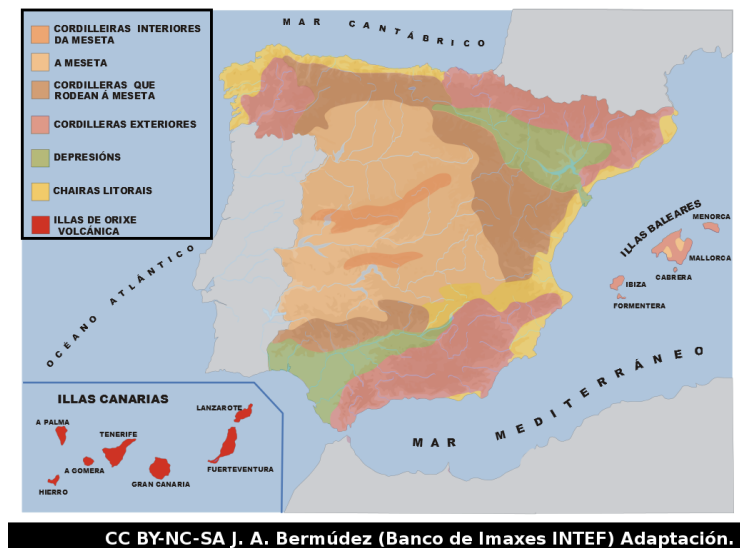 CORDILLEIRAS INTERIORES
DA MESETA
A MESETA
CORDILLERAS QUE
RODEAN Á MESETA
CORDILLERAS EXTERIORES
DEPRESIÓNS
CHAIRAS LITORAIS
ILLAS DE ORIXE
VOLCÁNICA
MAR CANTÁBRICO
OCÉANO ATLÁNTICO
ILLAS BALEARES
MENORCA
MALLORCA
CABRERA
IBIZA
FORMENTERA
MAR MEDITERRÁNEO
ILLAS CANARIAS
LANZAROTE
A PALMA
TENERIFE
A GOMERA
FUERTEVENTURA
HIERRO
GRAN CANARIA
CC BY-NC-SA J. A. Bermúdez (Banco de Imaxes INTEF) Adaptación.